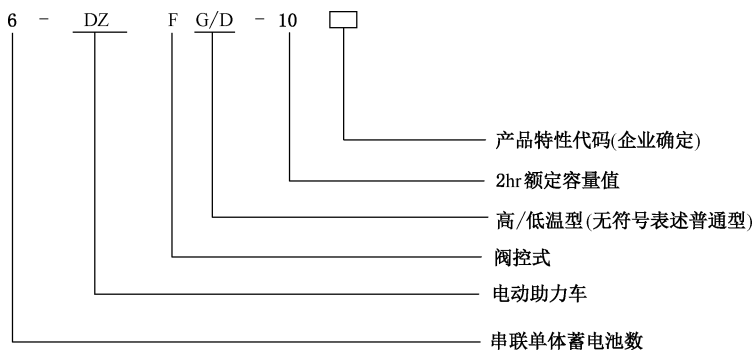 6 - DZ F G/D - 10 □
产品特性代码(企业确定)
2hr额定容量值
高/低温型(无符号表述普通型)
阀控式
电动助力车
串联单体蓄电池数